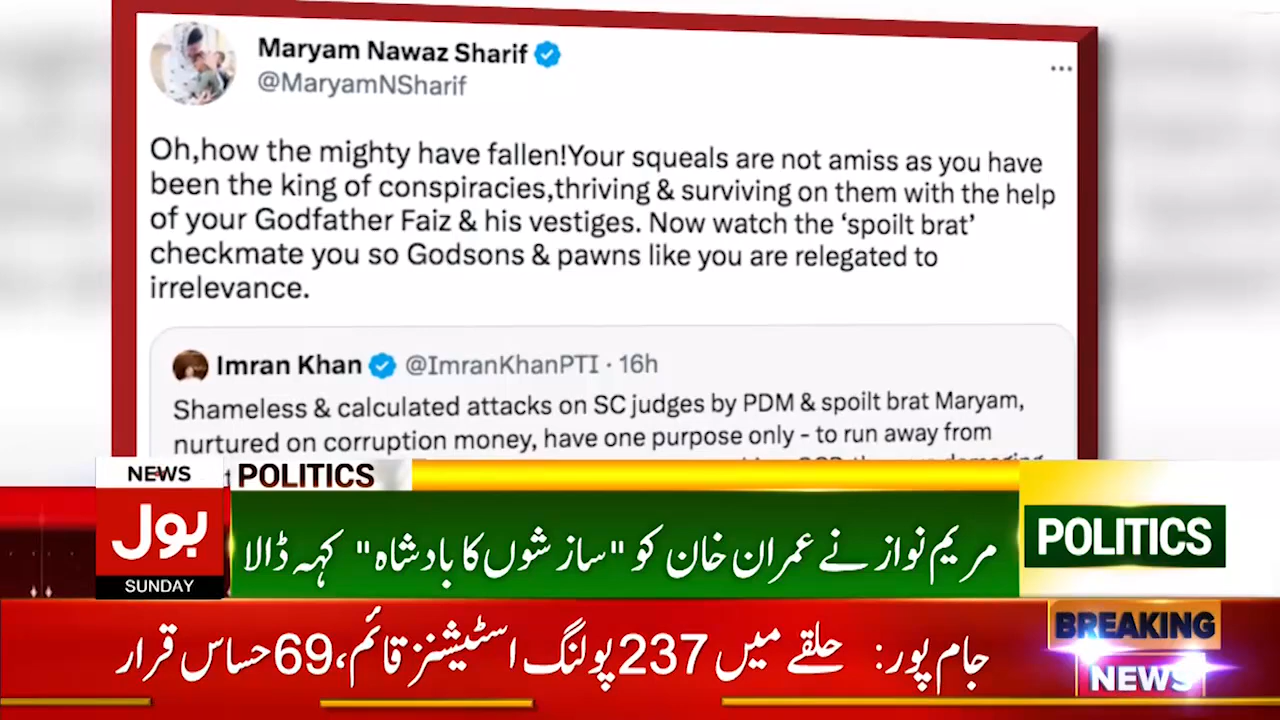 Maryam Nawaz Sharif
@MaryamNSharif
Oh,how the mighty have fallen!Your squeals are not amiss as you have
been the king of conspiracies,thriving & surviving on them with the help
of your Godfather Faiz & his vestiges. Now watch the ‘spoilt brat’
checkmate you so Godsons & pawns like you are relegated to
irrelevance.
Imran Khan @ImranKhanPTI · 16h
Shameless & calculated attacks on SC judges by PDM & spoilt brat Maryam,
nurtured on corruption money, have one purpose only - to run away from
NEWS
POLITICS
بول
SUNDAY
مریم نواز نے عمران خان کو "سازشوں کا بادشاہ" کہہ ڈالا
POLITICS
جام پور: حلقے میں 237 پولنگ اسٹیشنز قائم، 69 حساس قرار
BREAKING
NEWS